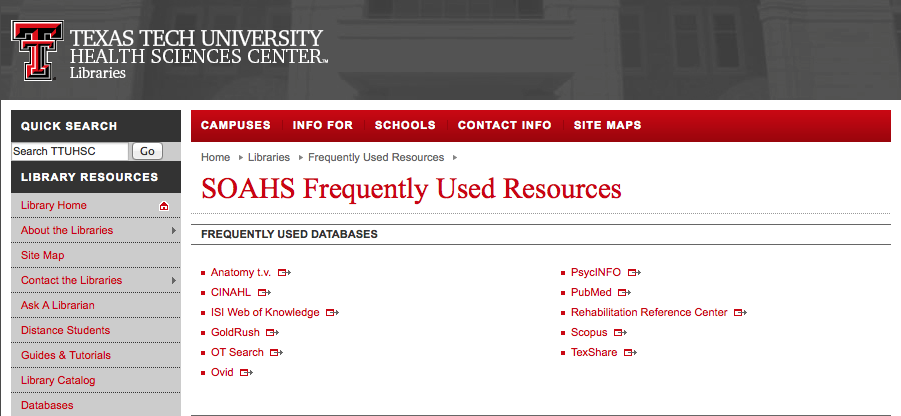 TEXAS TECH UNIVERSITY
HEALTH SCIENCES CENTER™
Libraries
QUICK SEARCH
Search TTUHSC Go
LIBRARY RESOURCES
Library Home
About the Libraries
Site Map
Contact the Libraries
Ask A Librarian
Distance Students
Guides & Tutorials
Library Catalog
Databases
CAMPUSES INFO FOR SCHOOLS CONTACT INFO SITE MAPS
Home Libraries Frequently Used Resources
SOAHS Frequently Used Resources
FREQUENTLY USED DATABASES
Anatomy t.v.
CINAHL
ISI Web of Knowledge
GoldRush
OT Search
Ovid
PsycINFO
PubMed
Rehabilitation Reference Center
Scopus
TexShare